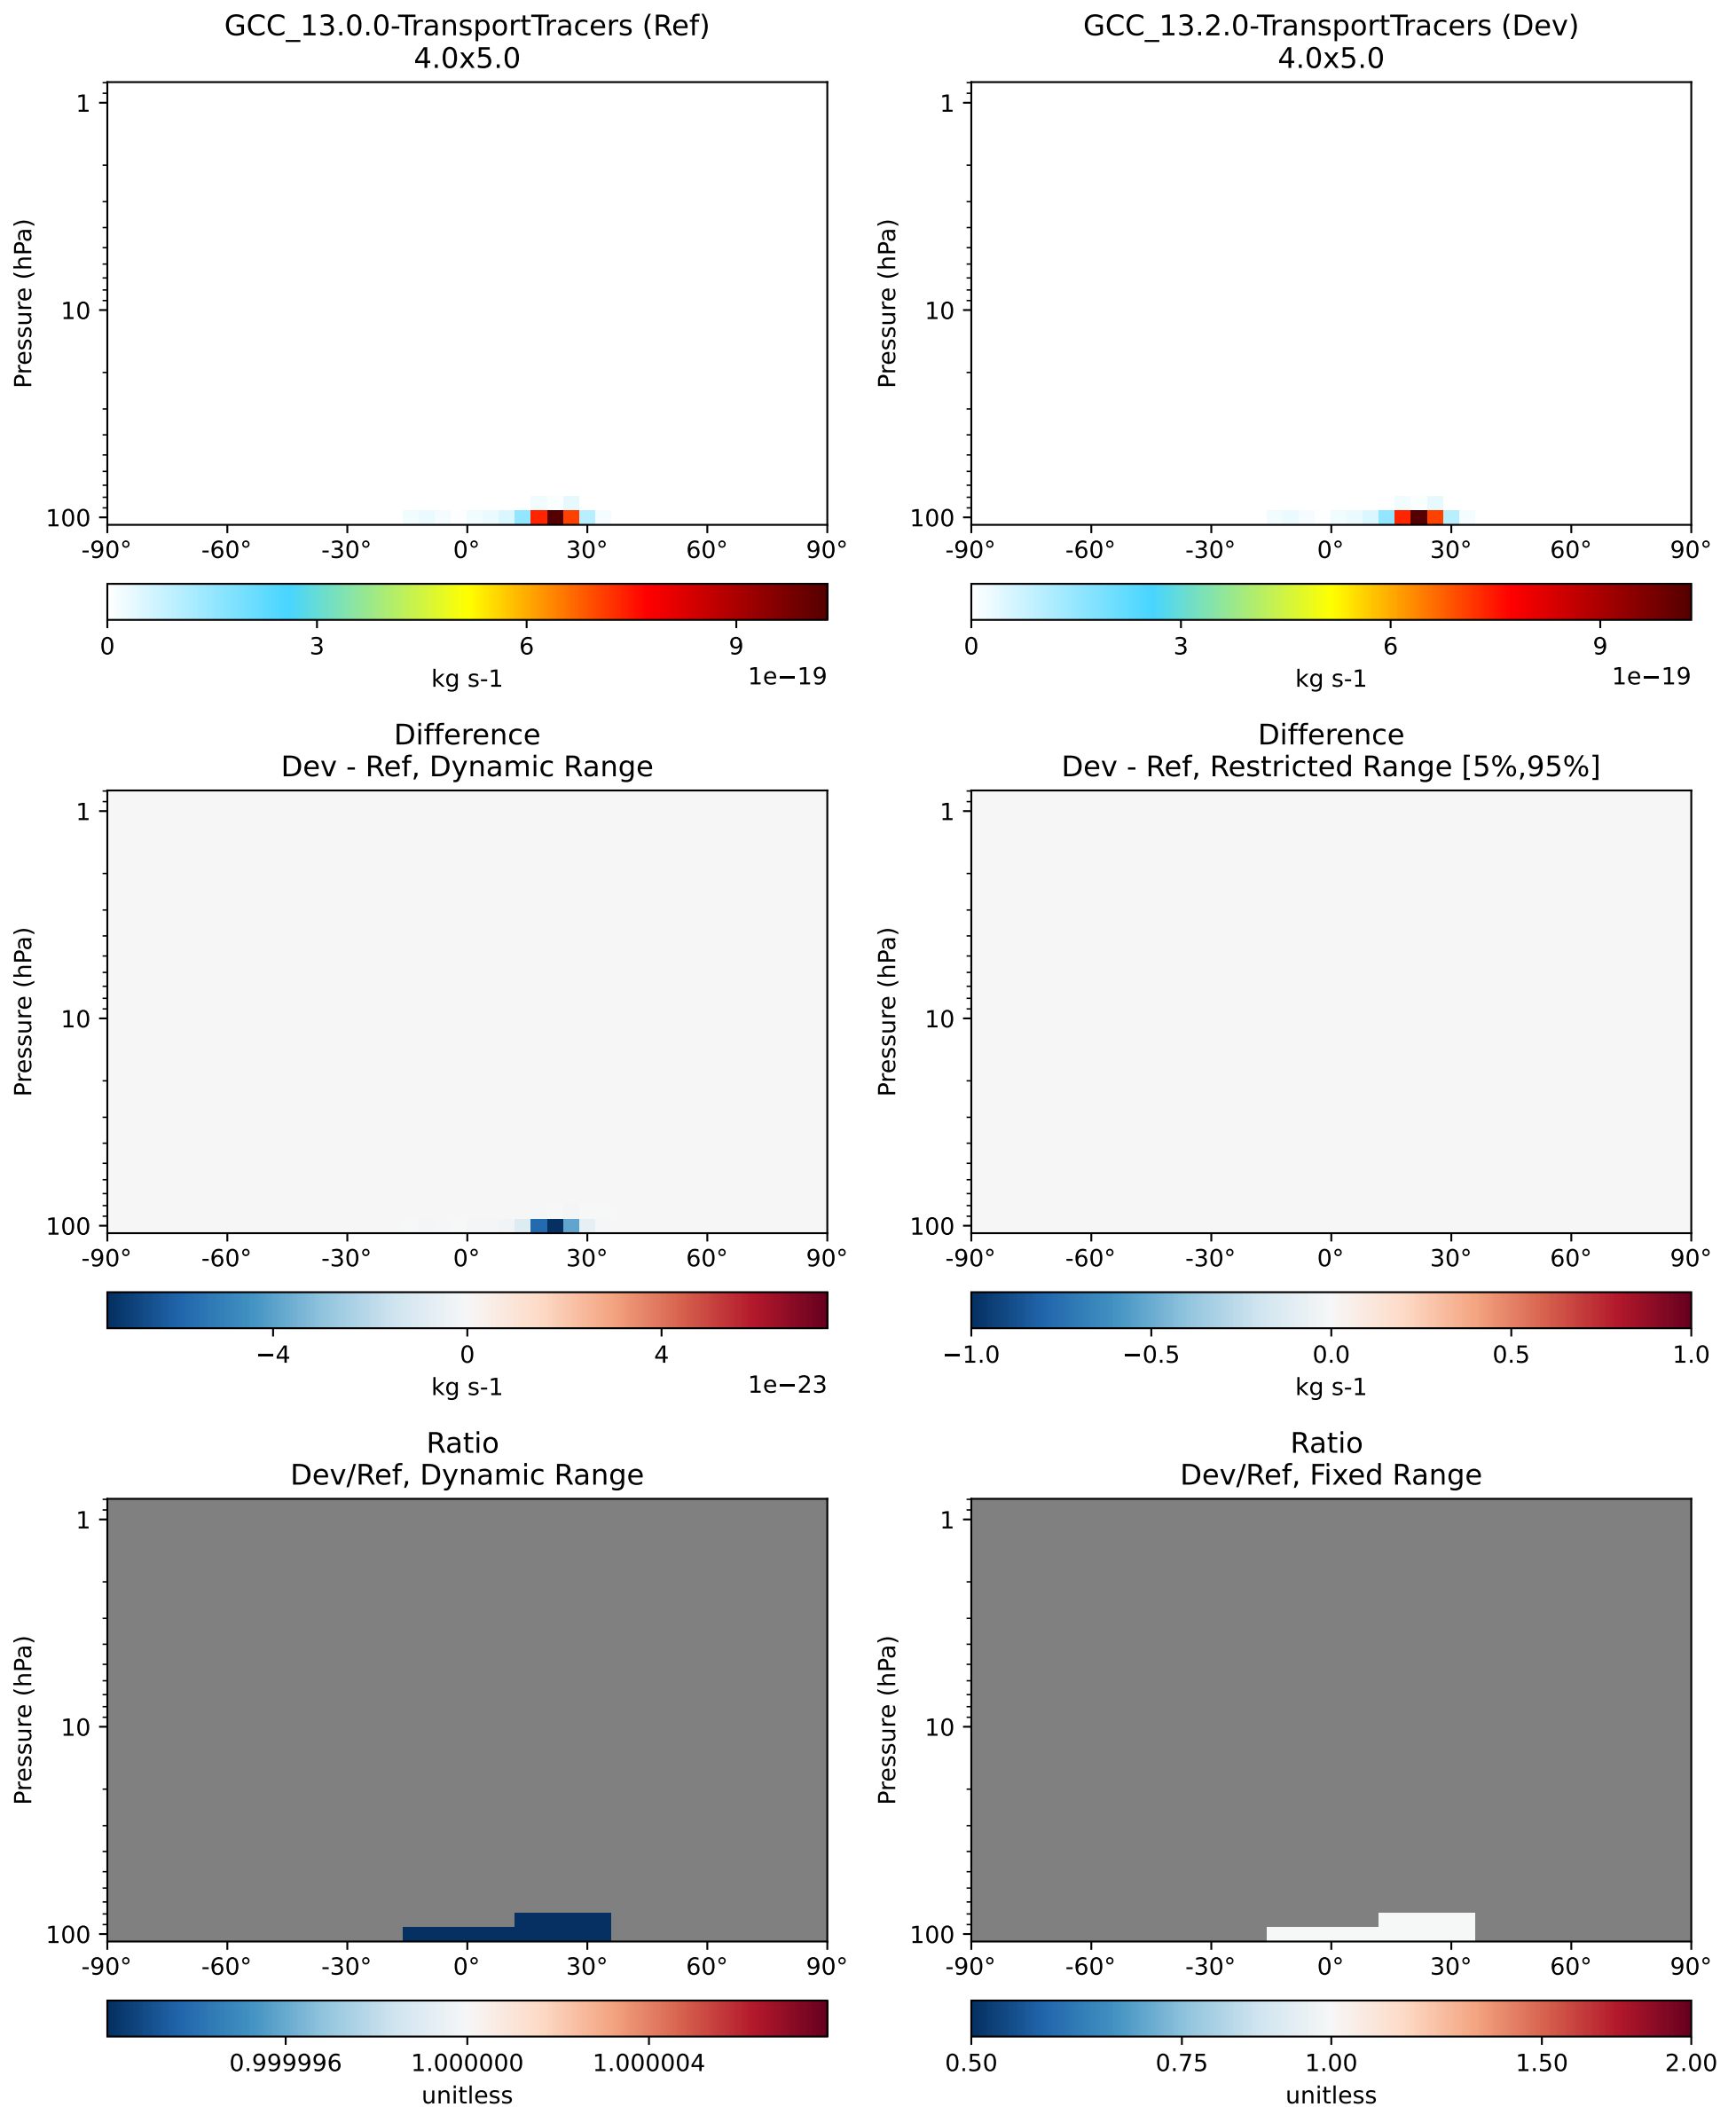 GCC_13.0.0-TransportTracers (Ref)
4.0x5.0
Pressure (hPa)
1
10
100
-90° -60° -30° 0° 30° 60° 90°
0 3 6 9
kg s-1
1e−19
GCC_13.2.0-TransportTracers (Dev)
4.0x5.0
Pressure (hPa)
1
10
100
-90° -60° -30° 0° 30° 60° 90°
0 3 6 9
kg s-1
1e−19
Difference
Dev - Ref, Dynamic Range
Pressure (hPa)
1
10
100
-90° -60° -30° 0° 30° 60° 90°
−4 0 4
kg s-1
1e−23
Difference
Dev - Ref, Restricted Range [5%,95%]
Pressure (hPa)
1
10
100
-90° -60° -30° 0° 30° 60° 90°
−1.0 −0.5 0.0 0.5 1.0
kg s-1
Ratio
Dev/Ref, Dynamic Range
Pressure (hPa)
1
10
100
-90° -60° -30° 0° 30° 60° 90°
0.999996 1.000000 1.000004
unitless
Ratio
Dev/Ref, Fixed Range
Pressure (hPa)
1
10
100
-90° -60° -30° 0° 30° 60° 90°
0.50 0.75 1.00 1.50 2.00
unitless